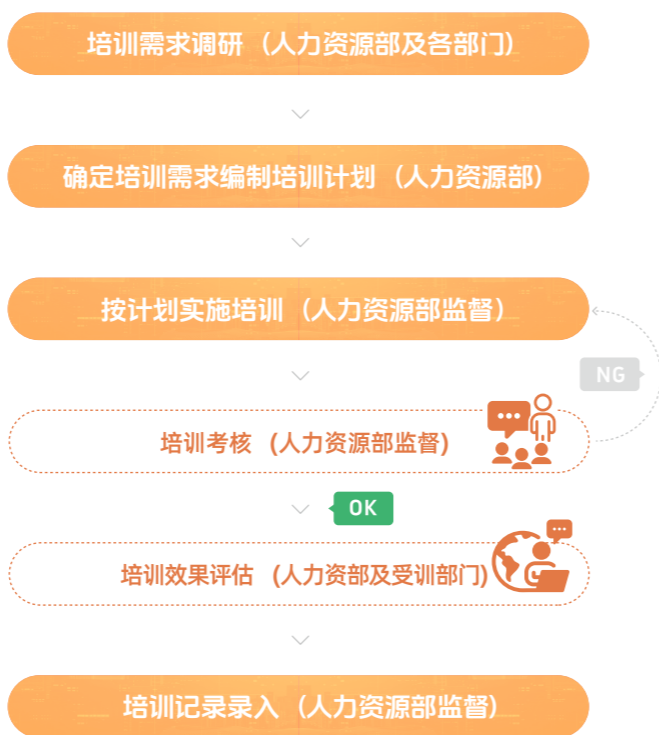 培训需求调研（人力资源部及各部门）
确定培训需求编制培训计划（人力资源部）
按计划实施培训（人力资源部监督）
NG
培训考核 (人力资源部监督)
OK
培训效果评估 (人力资部及受训部门)
培训记录录入（人力资源部监督）